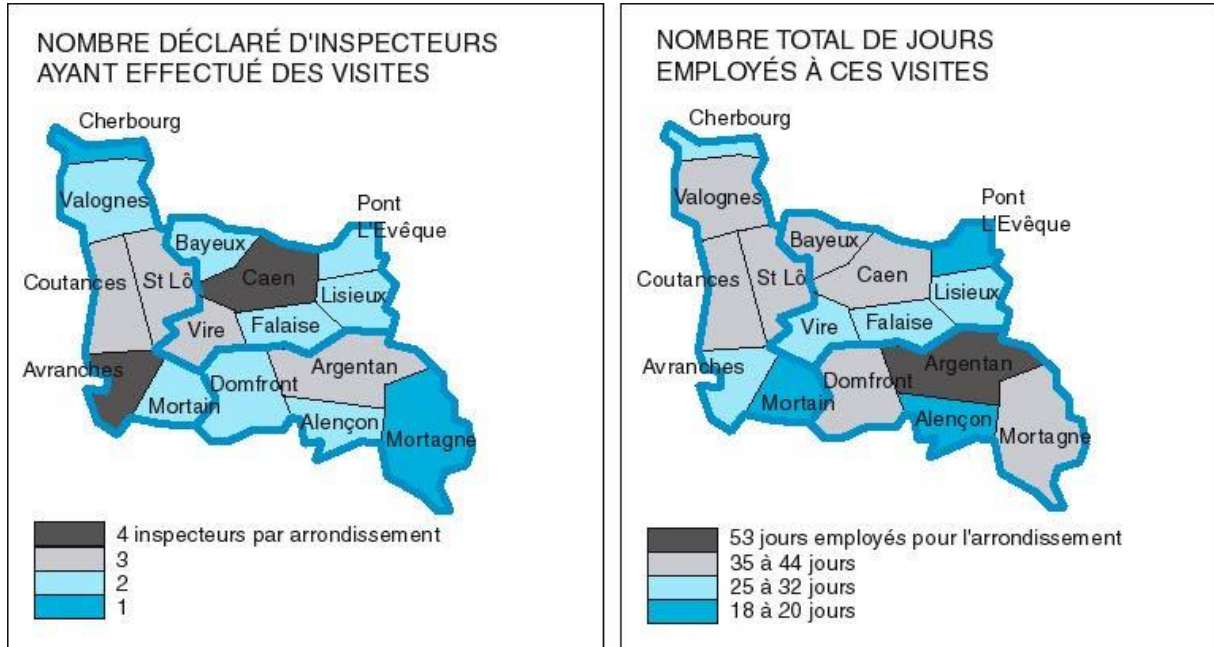 NOMBRE DÉCLARÉ D'INSPECTEURS
AYANT EFFECTUÉ DES VISITES
Cherbourg
Valognes
Pont
L'Evêque
Bayeux
Caen
Coutances
St Lô
Lisieux
Vire
Falaise
Avranches
Argentan
Domfront
Mortain
Alençon
Mortagne
4 inspecteurs par arrondissement
3
2
1
NOMBRE TOTAL DE JOURS
EMPLOYÉS À CES VISITES
Cherbourg
Valognes
Pont
L'Evêque
Bayeux
Caen
Coutances
St Lô
Lisieux
Vire
Falaise
Avranches
Argentan
Domfront
Mortain
Alençon
Mortagne
53 jours employés pour l'arrondissement
35 à 44 jours
25 à 32 jours
18 à 20 jours